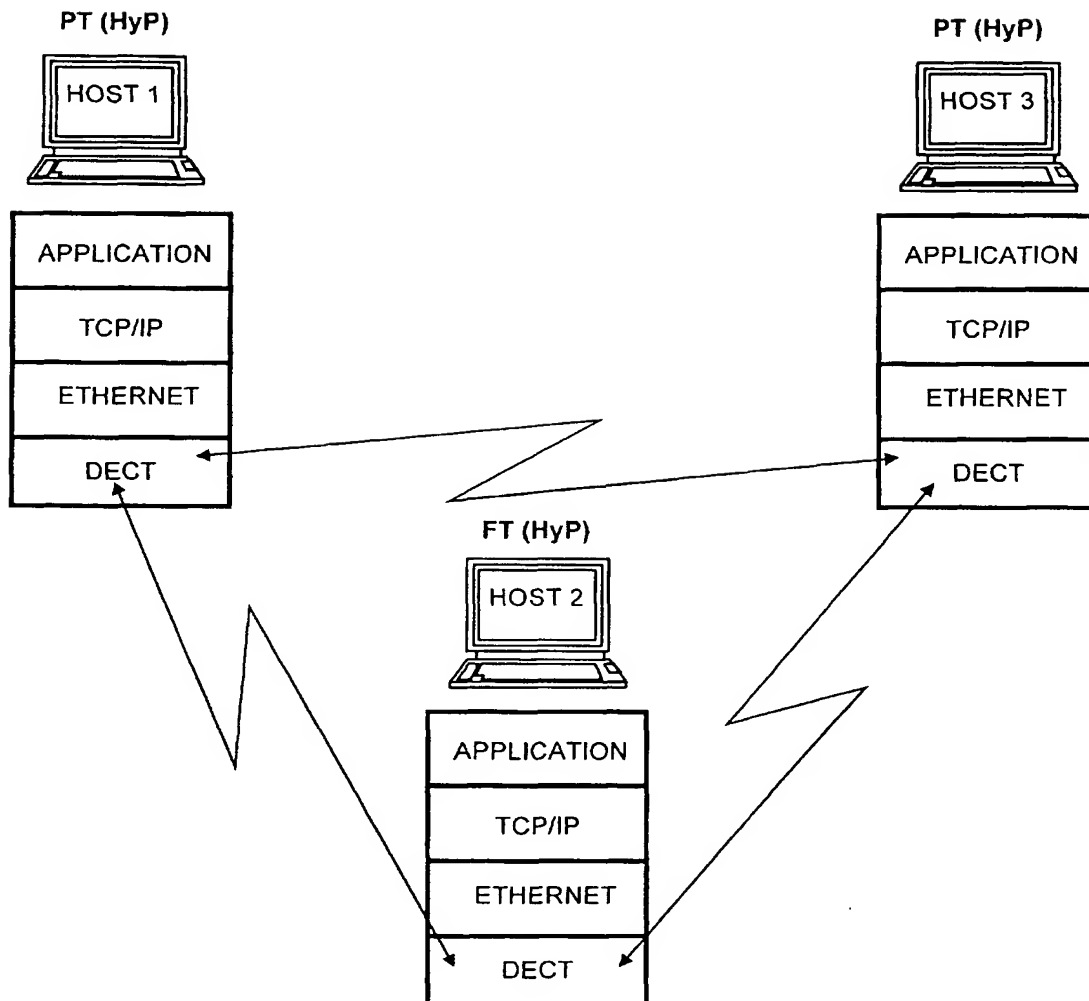 PT (HyP)
HOST 1
APPLICATION
TCP/IP
ETHERNET
DECT
PT (HyP)
HOST 3
APPLICATION
TCP/IP
ETHERNET
DECT
FT (HyP)
HOST 2
APPLICATION
TCP/IP
ETHERNET
DECT